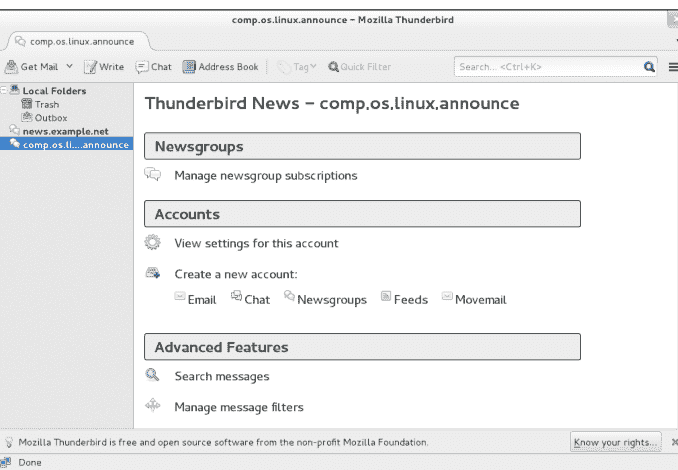 comp.os.linux.announce - Mozilla Thunderbird
comp.os.linux.announce
Get Mail Write Chat Address Book Tag Quick Filter Search... <Ctrl+K>
Local Folders
Trash
Outbox
news.example.net
comp.os.li....announce
Thunderbird News - comp.os.linux.announce
Newsgroups
Manage newsgroup subscriptions
Accounts
View settings for this account
Create a new account:
Email Chat Newsgroups Feeds Movemail
Advanced Features
Search messages
Manage message filters
Mozilla Thunderbird is free and open source software from the non-profit Mozilla Foundation. Know your rights...
Done